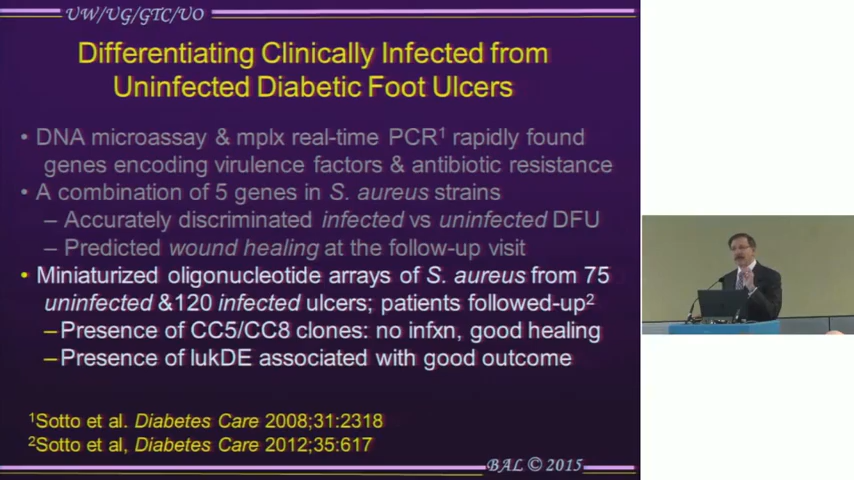 UW/UG/GTC/UO
Differentiating Clinically Infected from
Uninfected Diabetic Foot Ulcers
• DNA microassay & mplx real-time PCR¹ rapidly found
genes encoding virulence factors & antibiotic resistance
• A combination of 5 genes in S. aureus strains
– Accurately discriminated infected vs uninfected DFU
– Predicted wound healing at the follow-up visit
• Miniaturized oligonucleotide arrays of S. aureus from 75
uninfected &120 infected ulcers; patients followed-up²
– Presence of CC5/CC8 clones: no infxn, good healing
– Presence of lukDE associated with good outcome
¹Sotto et al. Diabetes Care 2008;31:2318
²Sotto et al, Diabetes Care 2012;35:617
BAL © 2015